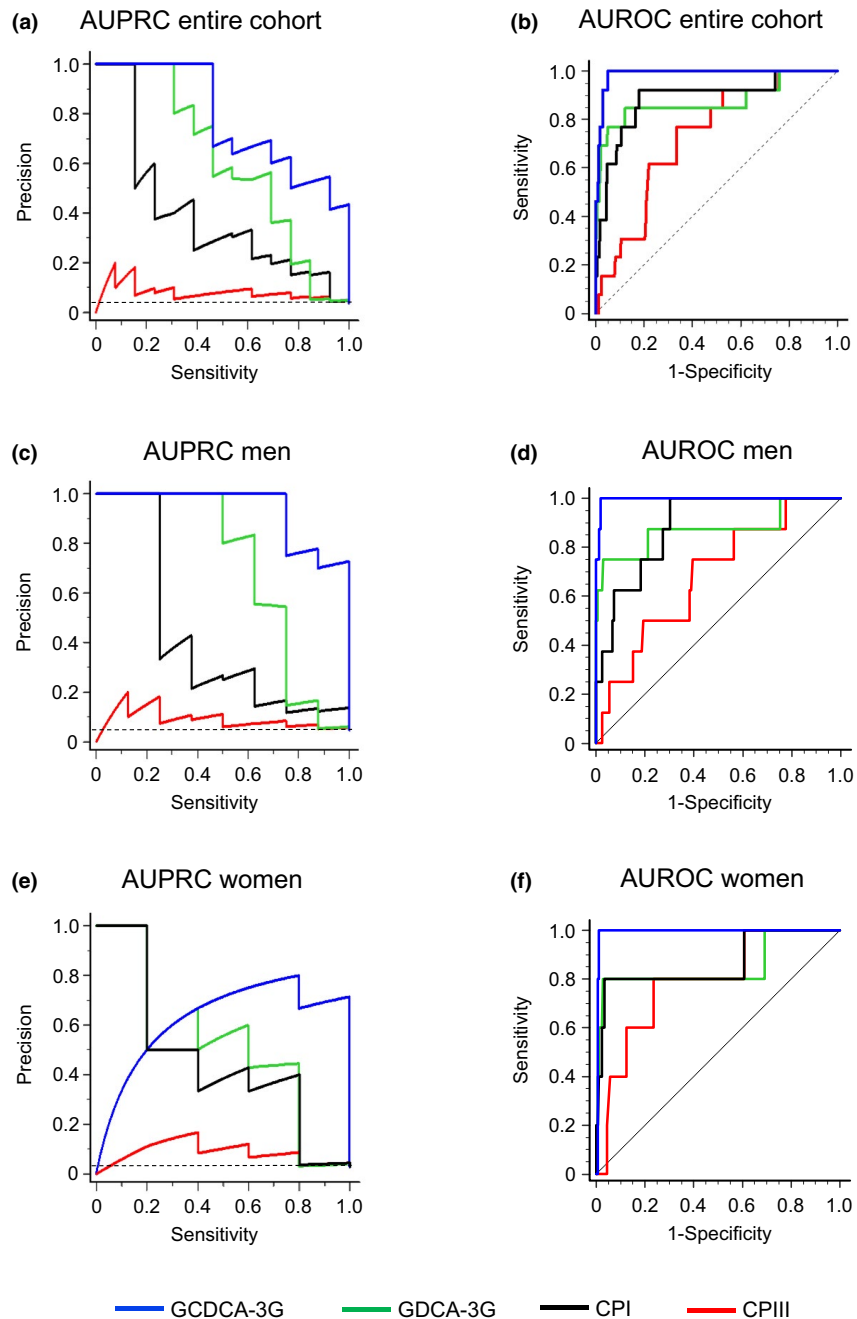 (a) AUPRC entire cohort
1.0
0.8
0.6
0.4
0.2
0
Precision
0 0.2 0.4 0.6 0.8 1.0
Sensitivity
(b) AUROC entire cohort
1.0
0.8
0.6
0.4
0.2
0
Sensitivity
0 0.2 0.4 0.6 0.8 1.0
1-Specificity
(c) AUPRC men
1.0
0.8
0.6
0.4
0.2
0
Precision
0 0.2 0.4 0.6 0.8 1.0
Sensitivity
(d) AUROC men
1.0
0.8
0.6
0.4
0.2
0
Sensitivity
0 0.2 0.4 0.6 0.8 1.0
1-Specificity
(e) AUPRC women
1.0
0.8
0.6
0.4
0.2
0
Precision
0 0.2 0.4 0.6 0.8 1.0
Sensitivity
(f) AUROC women
1.0
0.8
0.6
0.4
0.2
0
Sensitivity
0 0.2 0.4 0.6 0.8 1.0
1-Specificity
GCDCA-3G GDCA-3G CPI CPIII